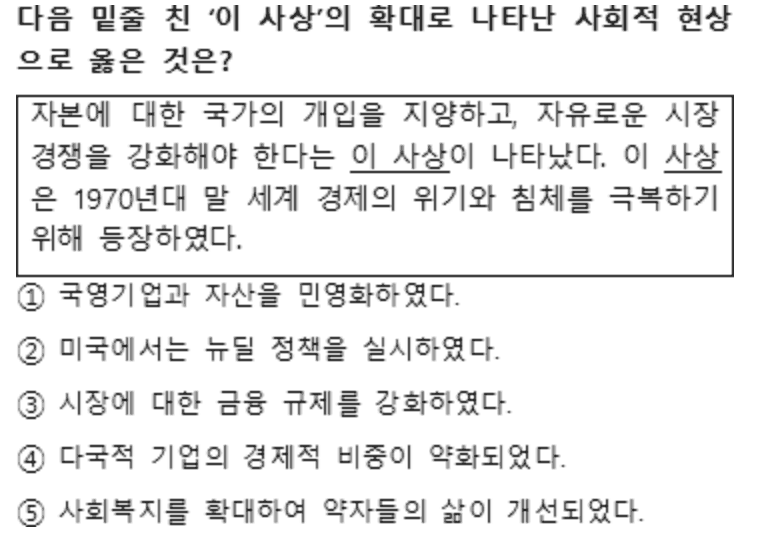 다음 밑줄 친 ‘이 사상’의 확대로 나타난 사회적 현상
으로 옳은 것은?
자본에 대한 국가의 개입을 지양하고, 자유로운 시장
경쟁을 강화해야 한다는 이 사상이 나타났다. 이 사상
은 1970년대 말 세계 경제의 위기와 침체를 극복하기
위해 등장하였다.
① 국영기업과 자산을 민영화하였다.
② 미국에서는 뉴딜 정책을 실시하였다.
③ 시장에 대한 금융 규제를 강화하였다.
④ 다국적 기업의 경제적 비중이 약화되었다.
⑤ 사회복지를 확대하여 약자들의 삶이 개선되었다.